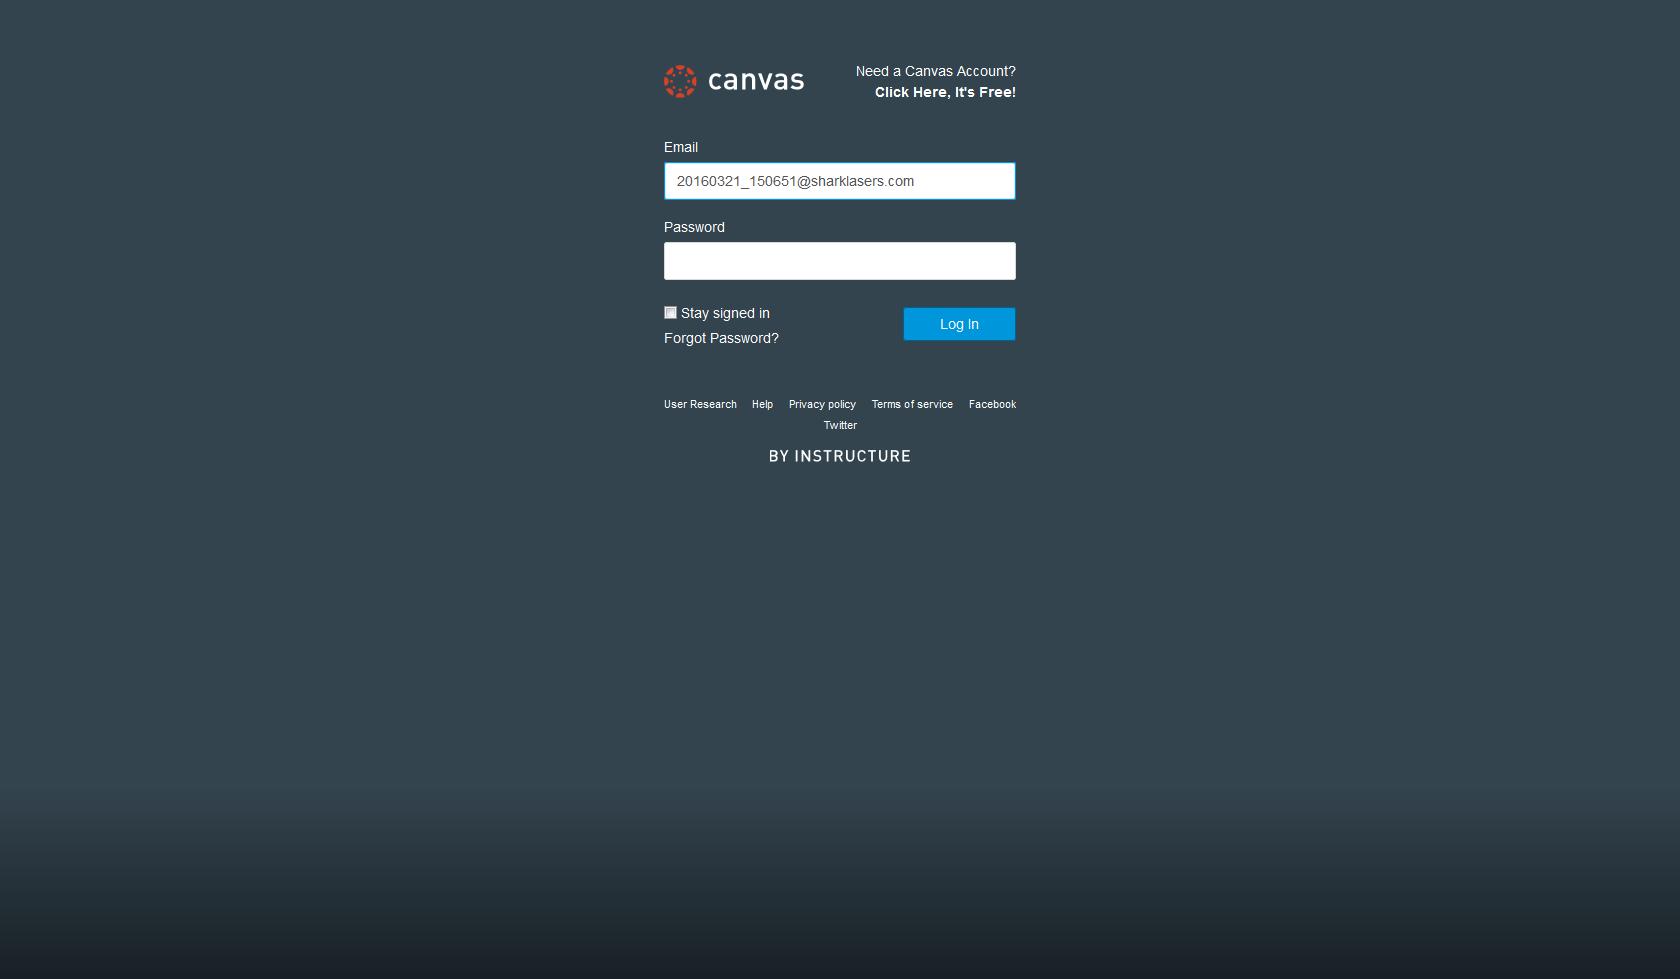 canvas
Need a Canvas Account?
Click Here, It's Free!
Email
20160321_150651@sharklasers.com
Password
Stay signed in
Log In
Forgot Password?
User Research Help Privacy policy Terms of service Facebook
Twitter
BY INSTRUCTURE